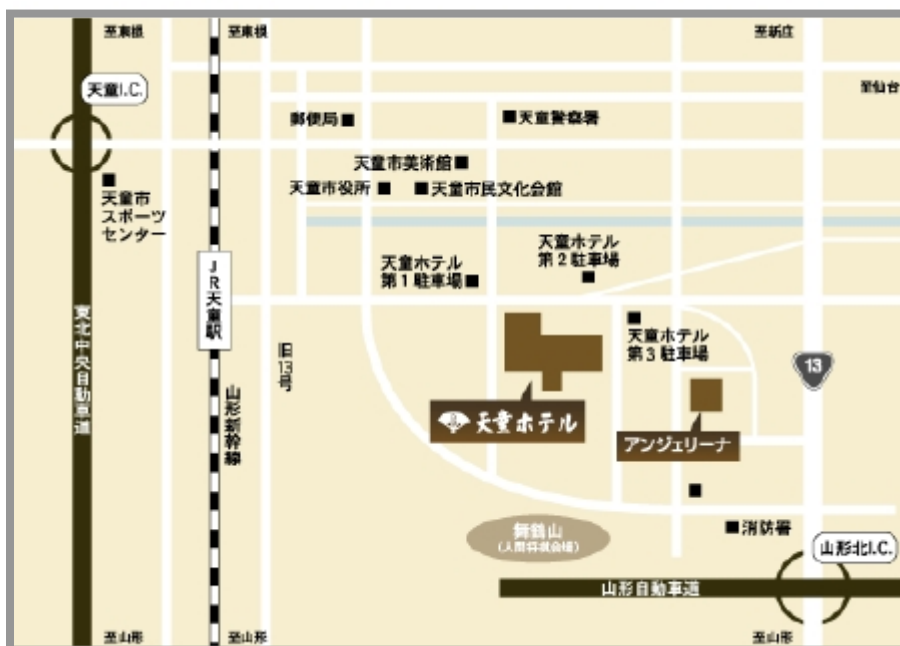 至東根
至東根
至新庄
天童I.C.
至仙台
郵便局
天童警察署
天童市美術館
天童市役所
天童市民文化会館
天童市
スポーツ
センター
天童ホテル
第2駐車場
天童ホテル
第1駐車場
JR天童駅
東北中央自動車道
旧13号
天童ホテル
第3駐車場
13
山形新幹線
天童ホテル
アンジェリーナ
舞鶴山
(人間将棋会場)
消防署
山形北I.C.
山形自動車道
至山形
至山形
至山形